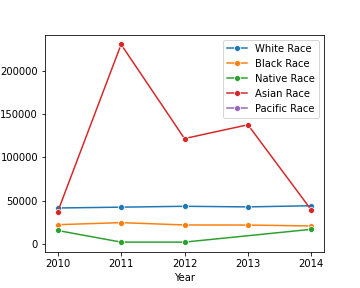 White Race
Black Race
Native Race
Asian Race
Pacific Race
200000
150000
100000
50000
0
2010 2011 2012 2013 2014
Year